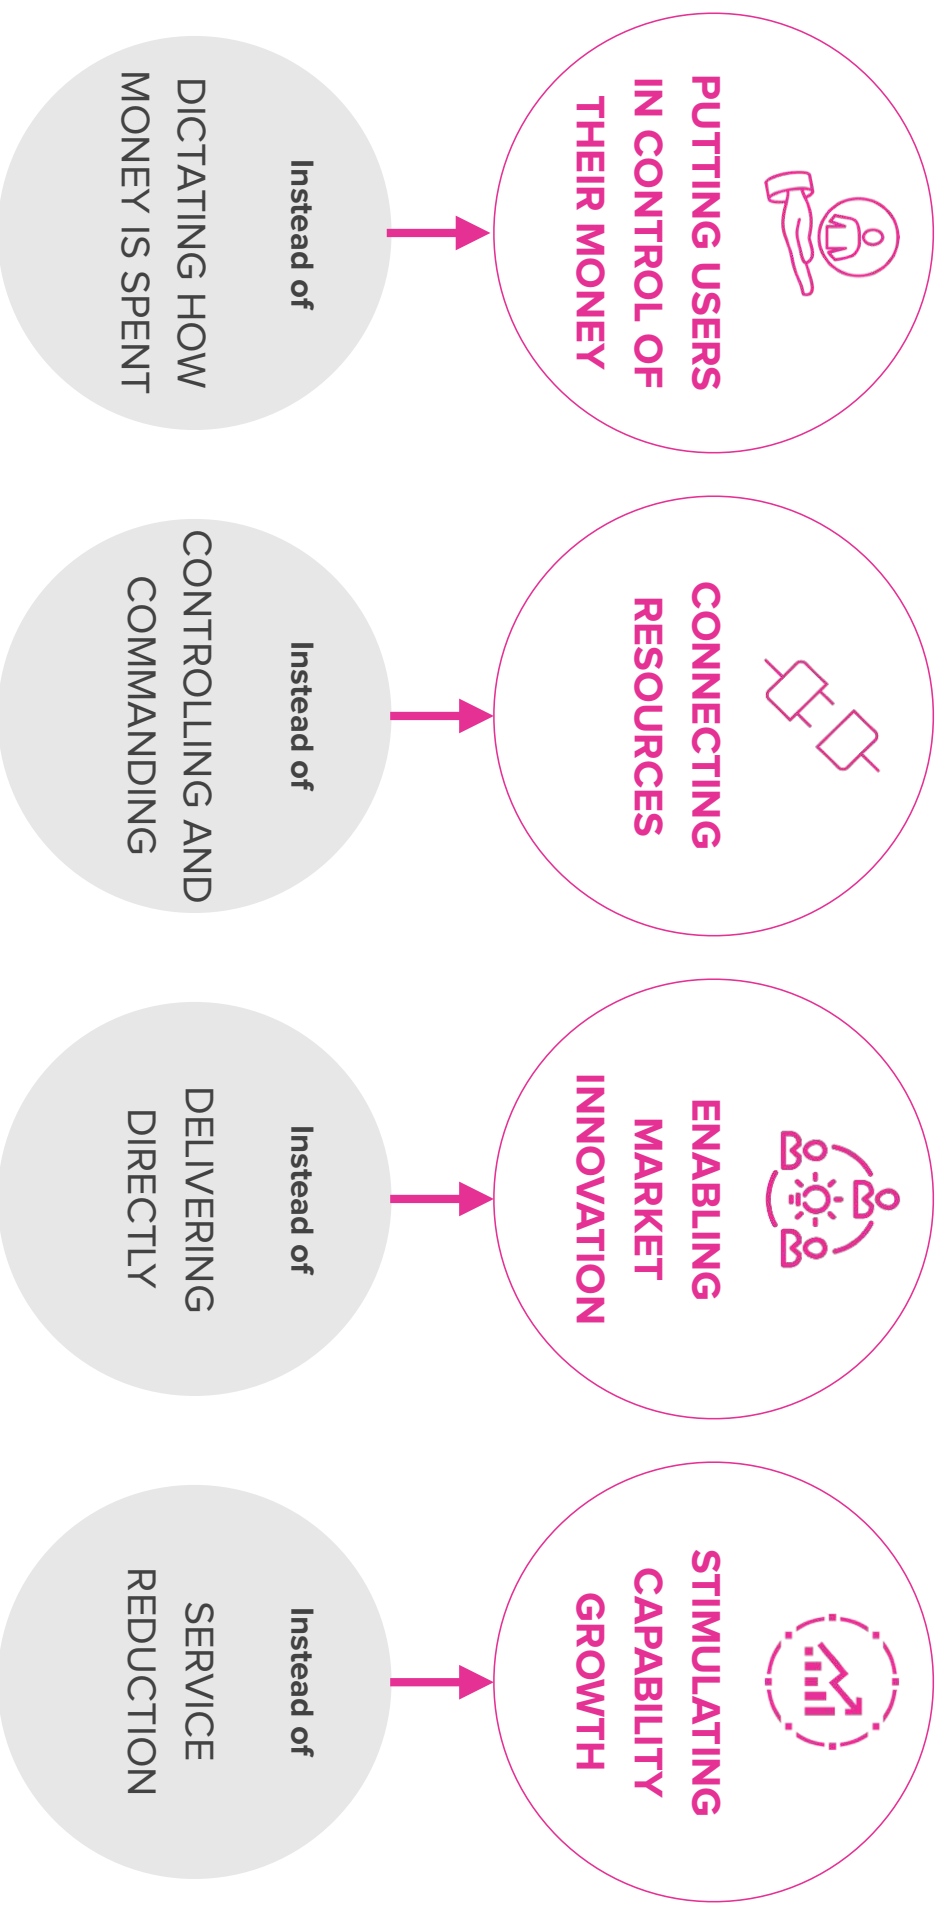 PUTTING USERS
IN CONTROL OF
THEIR MONEY
Instead of
DICTATING HOW
MONEY IS SPENT
CONNECTING
RESOURCES
Instead of
CONTROLLING AND
COMMANDING
ENABLING
MARKET
INNOVATION
Instead of
DELIVERING
DIRECTLY
STIMULATING
CAPABILITY
GROWTH
Instead of
SERVICE
REDUCTION